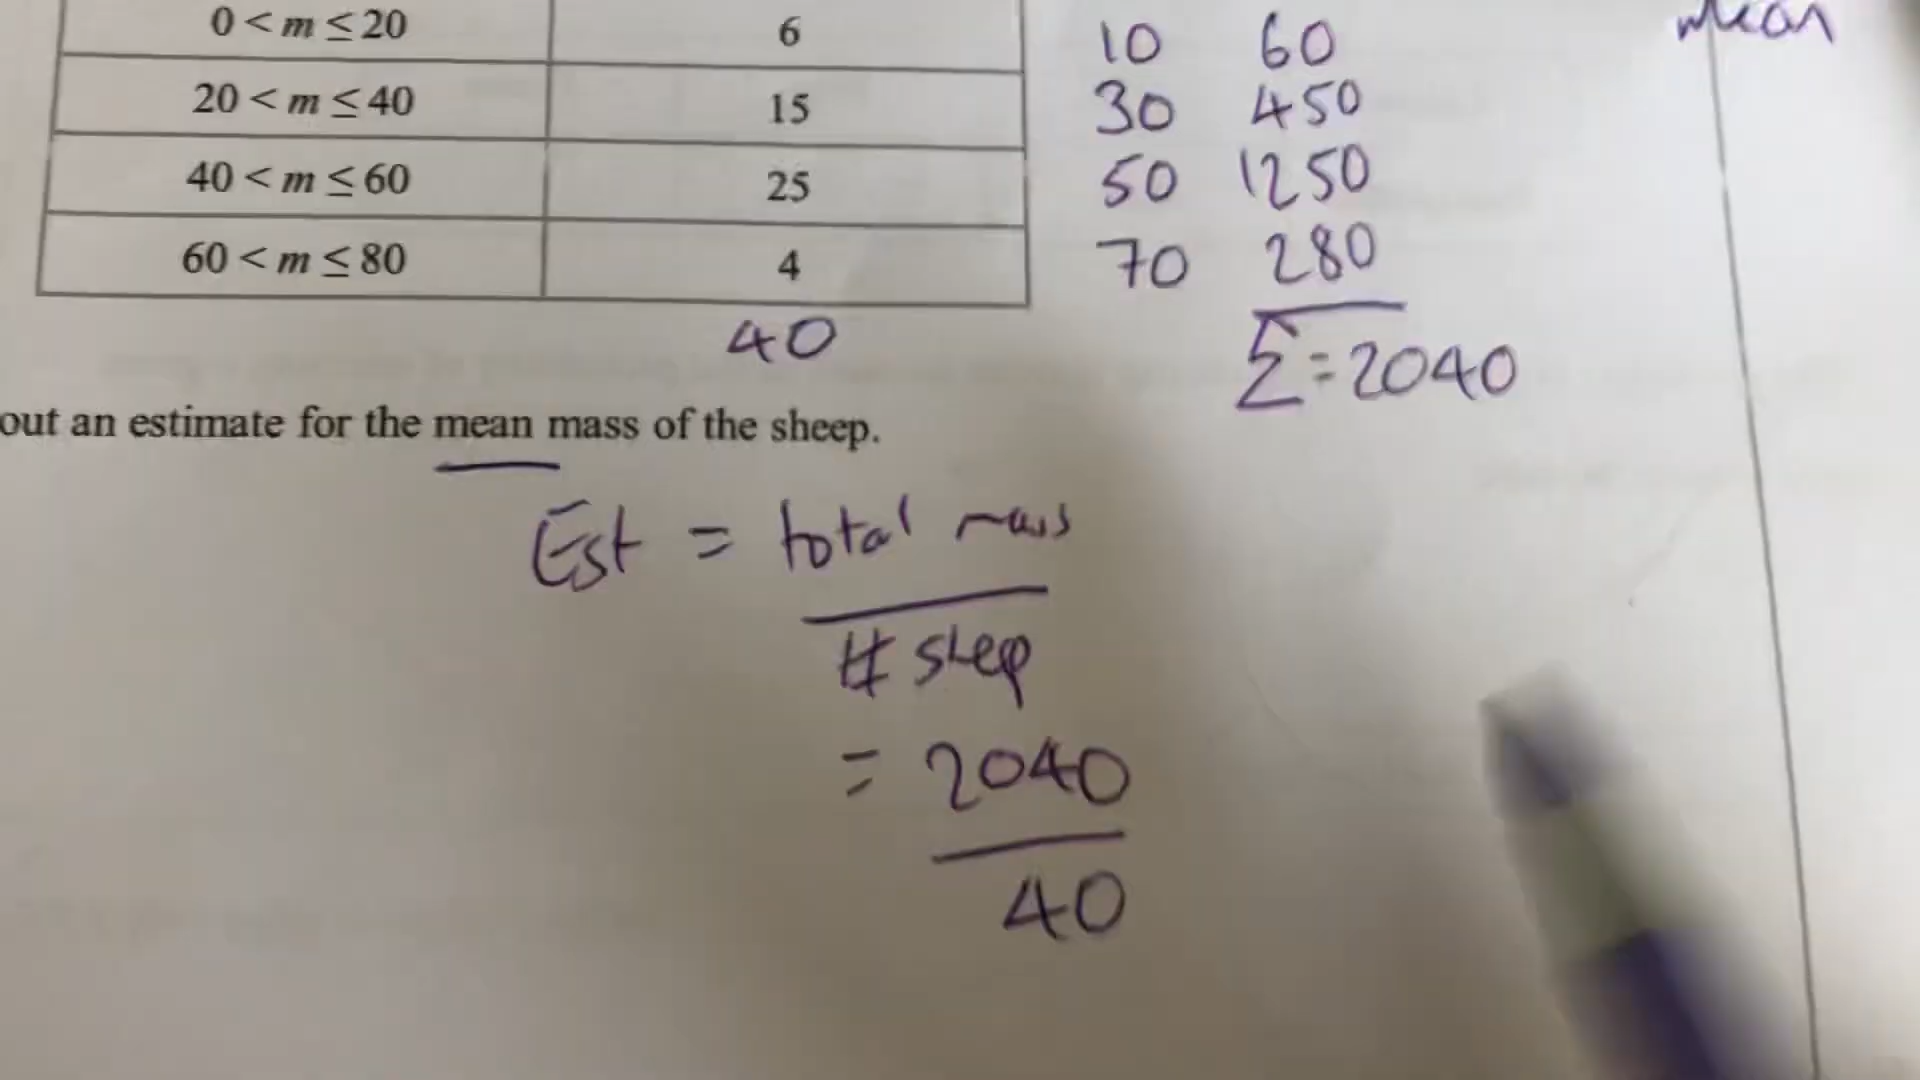 0 < m ≤ 20 6 10 60 mean
20 < m ≤ 40 15 30 450
40 < m ≤ 60 25 50 1250
60 < m ≤ 80 4 70 280
40 Σ = 2040
out an estimate for the mean mass of the sheep.
Est = total mass
# sheep
= 2040
40